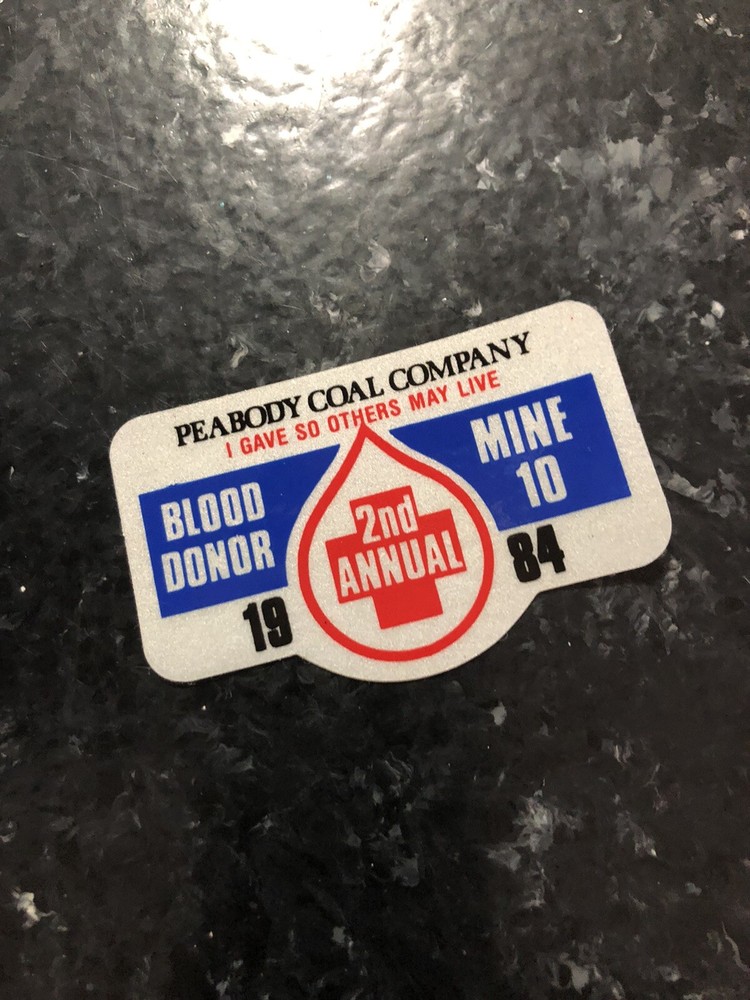 PEABODY COAL COMPANY
I GAVE SO OTHERS MAY LIVE
BLOOD
DONOR
2nd
ANNUAL
MINE
10
19
84